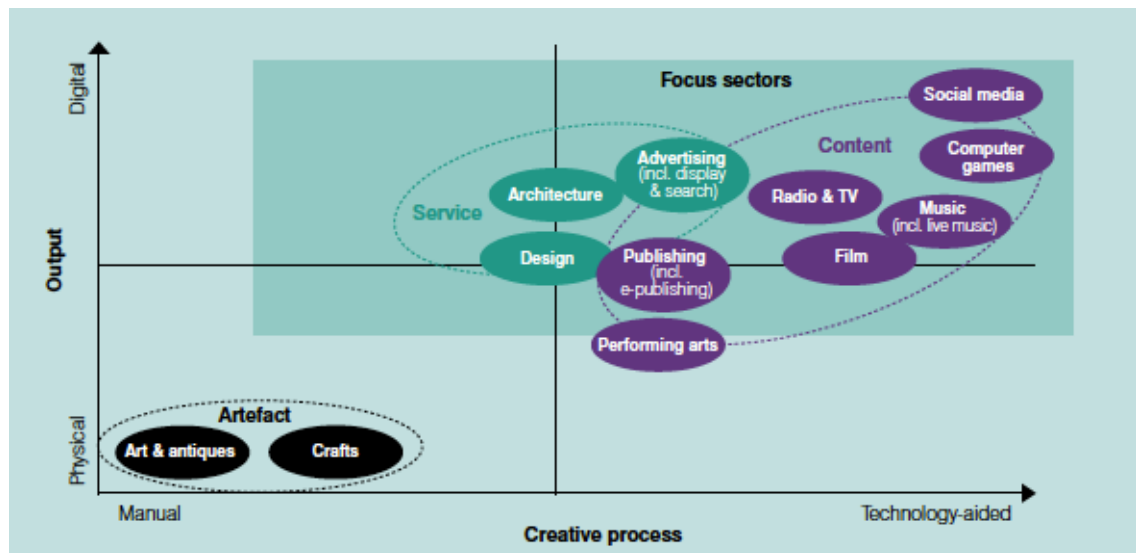 Digital
Focus sectors
Social media
Content
Computer
games
Advertising
(incl. display
& search)
Architecture
Radio & TV
Service
Music
(incl. live music)
Design
Publishing
(incl.
e-publishing)
Film
Output
Performing arts
Artefact
Art & antiques
Crafts
Physical
Manual
Technology-aided
Creative process